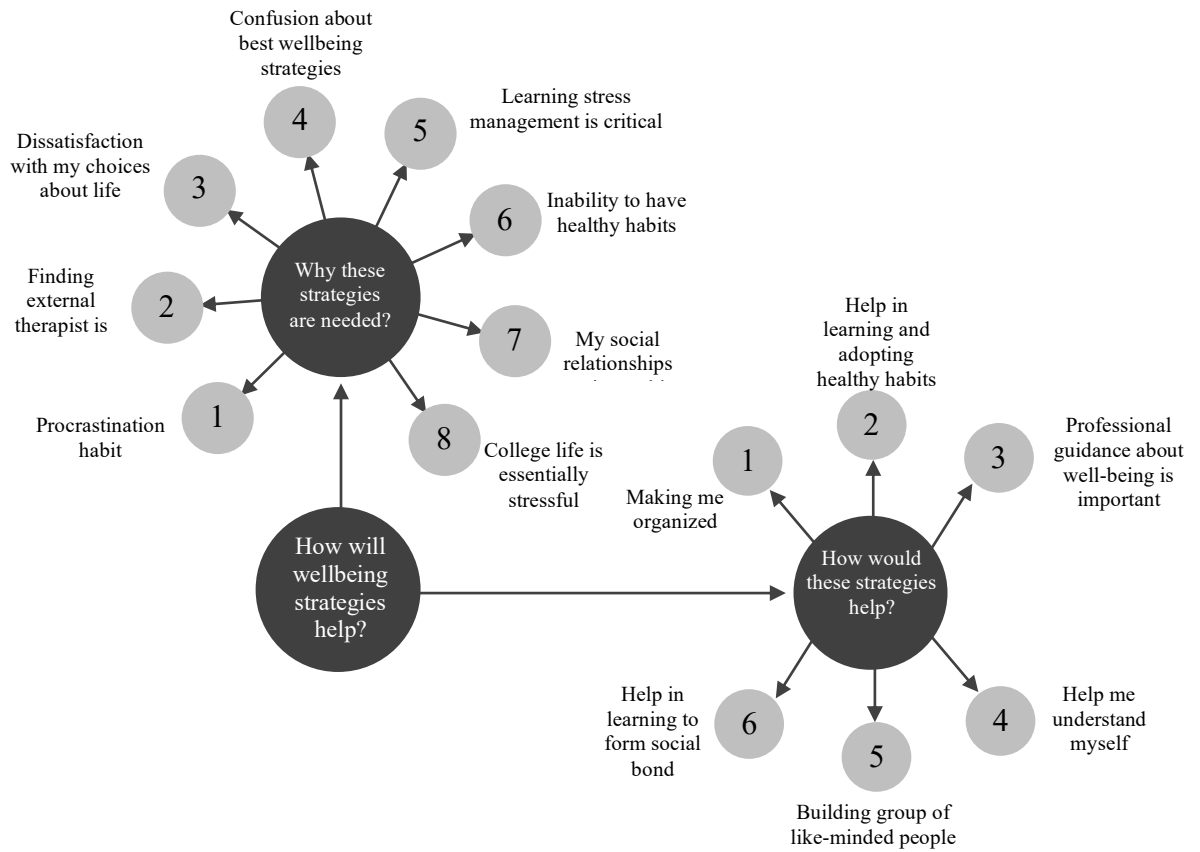 Confusion about
best wellbeing
strategies
4
5
Learning stress
management is critical
Dissatisfaction
with my choices
about life
3
6
Inability to have
healthy habits
Why these
strategies
are needed?
Finding
external
therapist is
2
7
My social
relationships
1
Procrastination
habit
8
College life is
essentially
stressful
How will
wellbeing
strategies
help?
Help in
learning and
adopting
healthy habits
2
1
Making me
organized
3
Professional
guidance about
well-being is
important
How would
these strategies
help?
6
Help in
learning to
form social
bond
5
Building group of
like-minded people
4
Help me
understand
myself